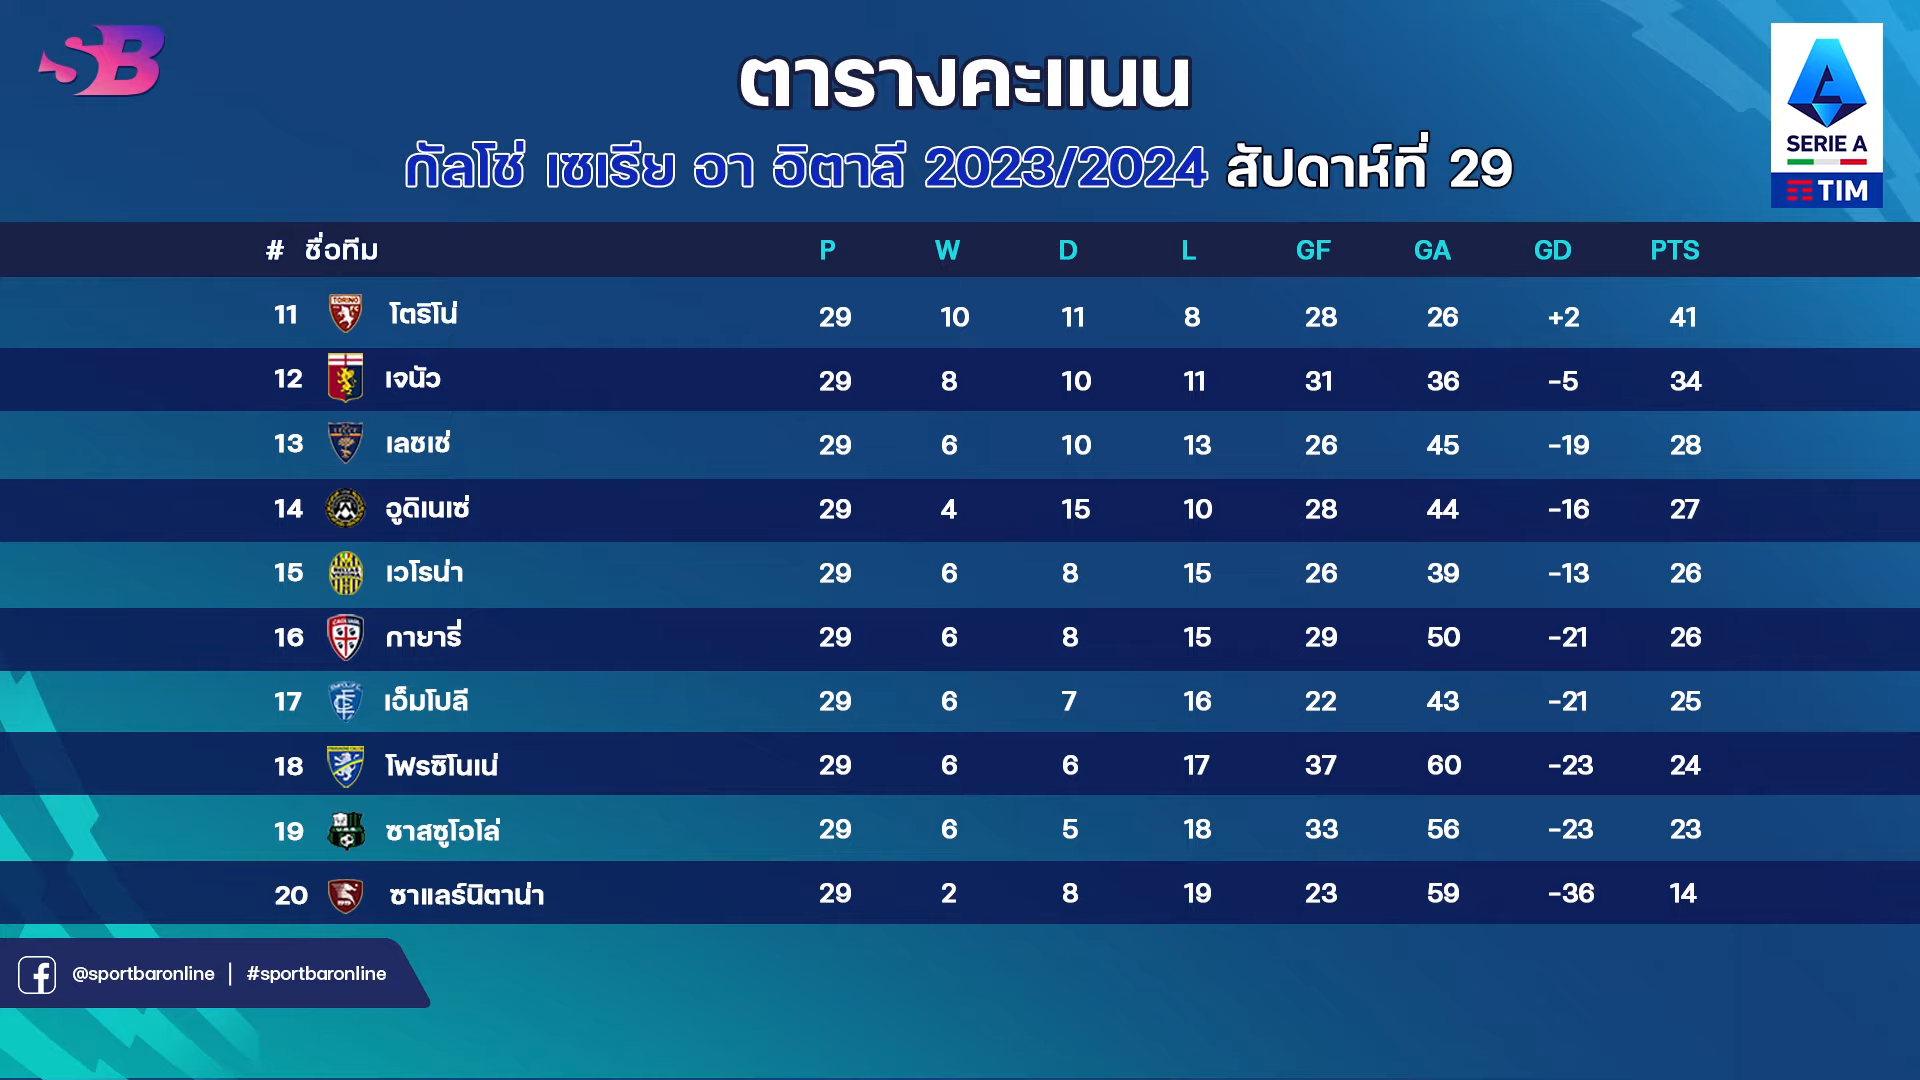 SB
ตารางคะแนน
กัลโช่ เซเรีย อา อิตาลี 2023/2024 สัปดาห์ที่ 29
SERIE A
TIM
# ชื่อทีม P W D L GF GA GD PTS
11 TORINO FC โตริโน่ 29 10 11 8 28 26 +2 41
12 เจนัว 29 8 10 11 31 36 -5 34
13 เลชเช่ 29 6 10 13 26 45 -19 28
14 อูดิเนเซ่ 29 4 15 10 28 44 -16 27
15 เวโรน่า 29 6 8 15 26 39 -13 26
16 กายารี่ 29 6 8 15 29 50 -21 26
17 เอ็มโปลี 29 6 7 16 22 43 -21 25
18 โฟรซิโนเน่ 29 6 6 17 37 60 -23 24
19 ซาสซูโอโล่ 29 6 5 18 33 56 -23 23
20 ซาแลร์นิตาน่า 29 2 8 19 23 59 -36 14
@sportbaronline | #sportbaronline